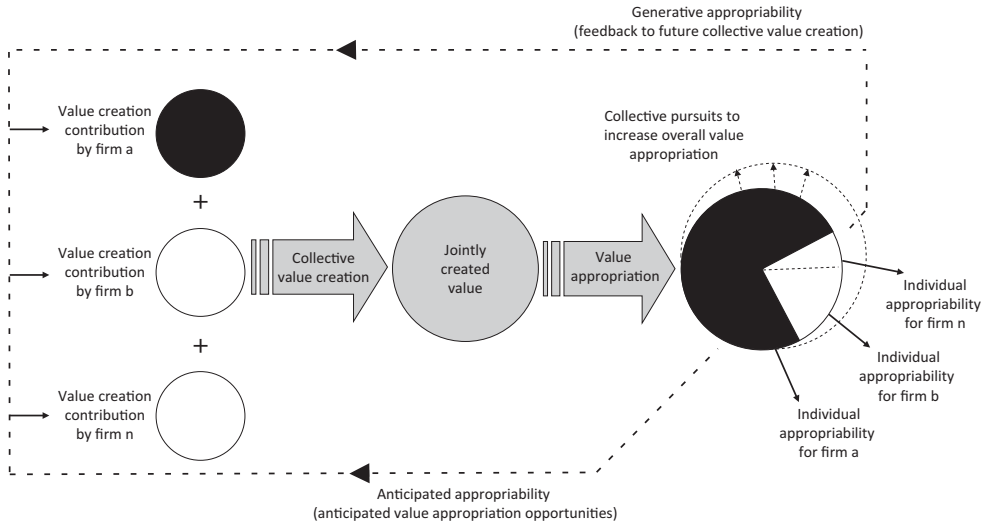 Generative appropriability
(feedback to future collective value creation)
Value creation
contribution
by firm a
+
Value creation
contribution
by firm b
+
Value creation
contribution
by firm n
Collective
value creation
Jointly
created
value
Value
appropriation
Collective pursuits to
increase overall value
appropriation
Individual
appropriability
for firm n
Individual
appropriability
for firm b
Individual
appropriability
for firm a
Anticipated appropriability
(anticipated value appropriation opportunities)